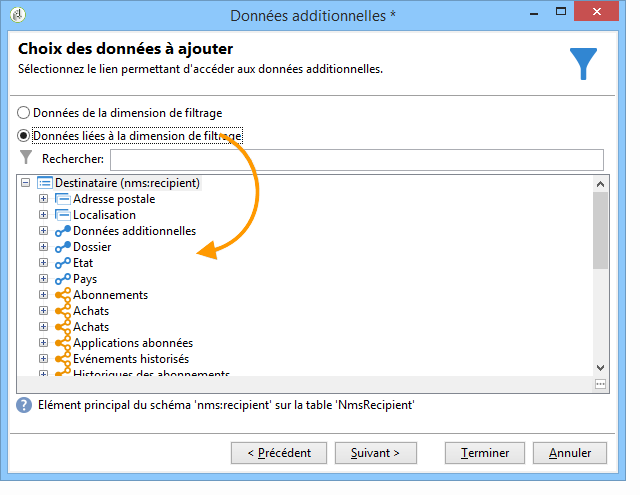 Données additionnelles *
Choix des données à ajouter
Sélectionnez le lien permettant d'accéder aux données additionnelles.
Données de la dimension de filtrage
Données liées à la dimension de filtrage
Rechercher:
Destinataire (nms:recipient)
Adresse postale
Localisation
Données additionnelles
Dossier
Etat
Pays
Abonnements
Achats
Achats
Applications abonnées
Evénements historisés
Historiques des abonnements
Elément principal du schéma 'nms:recipient' sur la table 'NmsRecipient'
< Précédent Suivant > Terminer Annuler